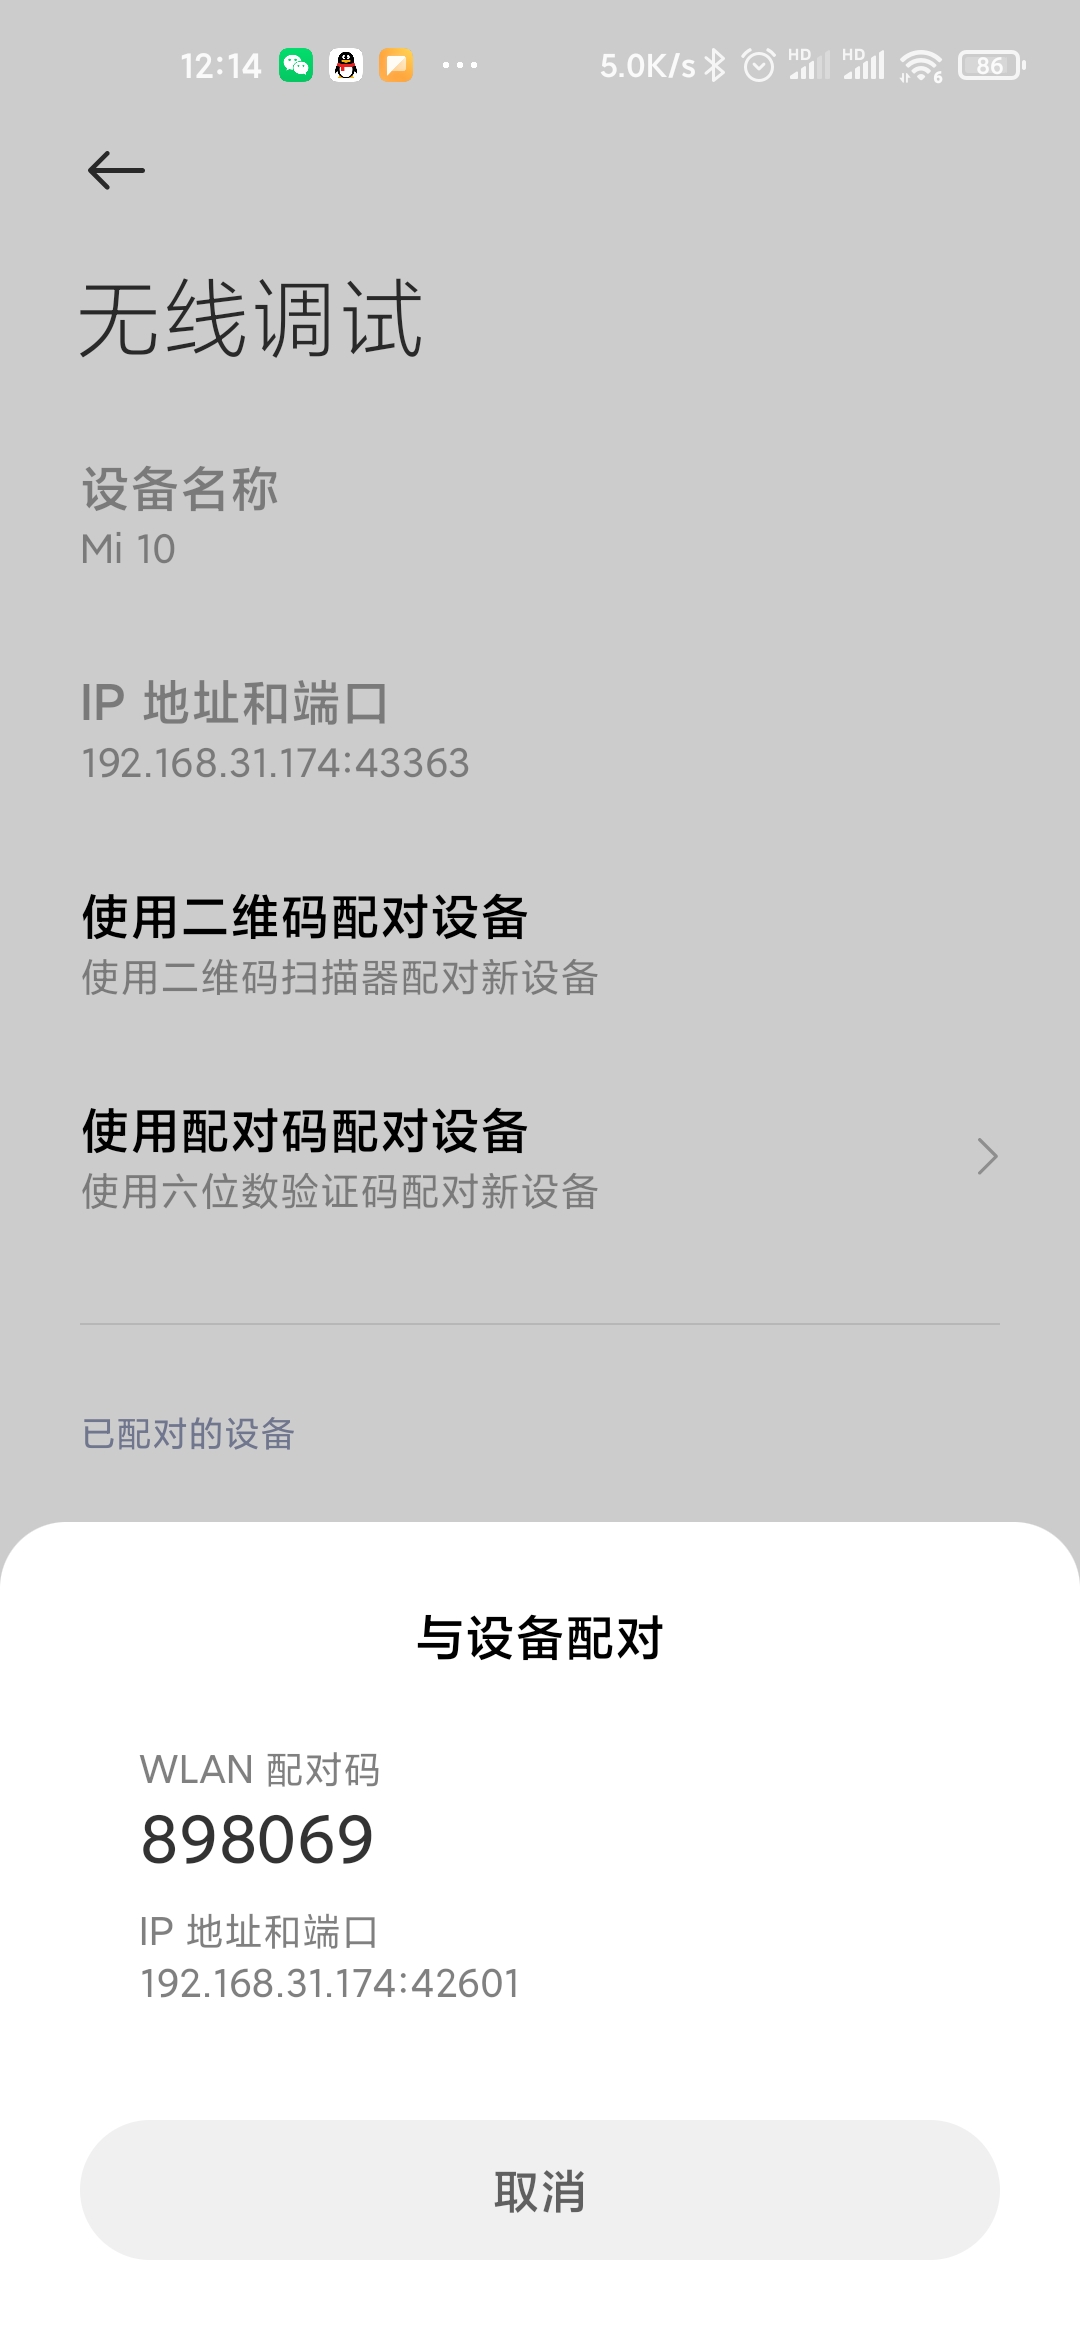 12:14 5.0K/s HD HD 6 86
无线调试
设备名称
Mi 10
IP 地址和端口
192.168.31.174:43363
使用二维码配对设备
使用二维码扫描器配对新设备
使用配对码配对设备
使用六位数验证码配对新设备
已配对的设备
与设备配对
WLAN 配对码
898069
IP 地址和端口
192.168.31.174:42601
取消